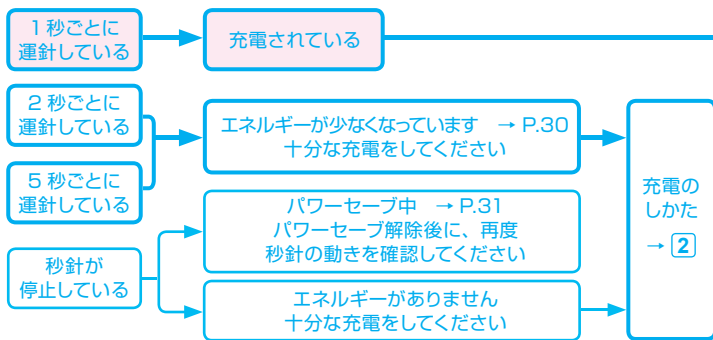 1秒ごとに
運針している
充電されている
2秒ごとに
運針している
5秒ごとに
運針している
エネルギーが少なくなっています → P.30
十分な充電をしてください
秒針が
停止している
パワーセーブ中 → P.31
パワーセーブ解除後に、再度
秒針の動きを確認してください
エネルギーがありません
十分な充電をしてください
充電の
しかた
→ 2